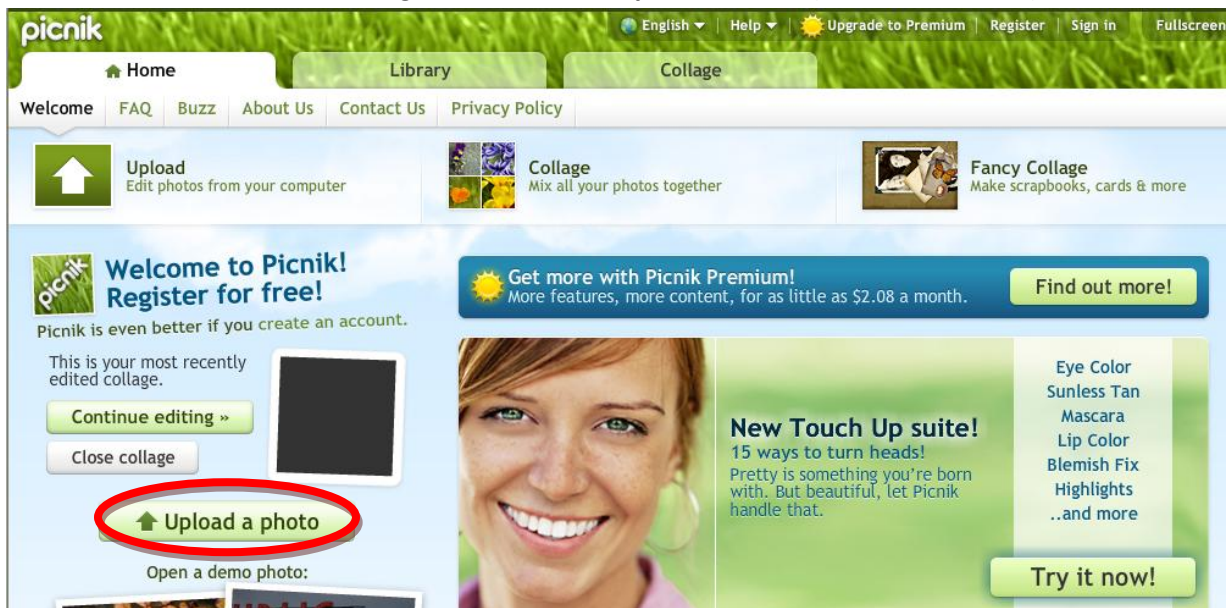 picnik
English
Help
Upgrade to Premium
Register
Sign in
Fullscreen
Home
Library
Collage
Welcome
FAQ
Buzz
About Us
Contact Us
Privacy Policy
Upload
Edit photos from your computer
Collage
Mix all your photos together
Fancy Collage
Make scrapbooks, cards & more
picnik
Welcome to Picnik!
Register for free!
Picnik is even better if you create an account.
This is your most recently
edited collage.
Continue editing »
Close collage
Upload a photo
Open a demo photo:
Get more with Picnik Premium!
More features, more content, for as little as $2.08 a month.
Find out more!
New Touch Up suite!
15 ways to turn heads!
Pretty is something you're born
with. But beautiful, let Picnik
handle that.
Eye Color
Sunless Tan
Mascara
Lip Color
Blemish Fix
Highlights
..and more
Try it now!